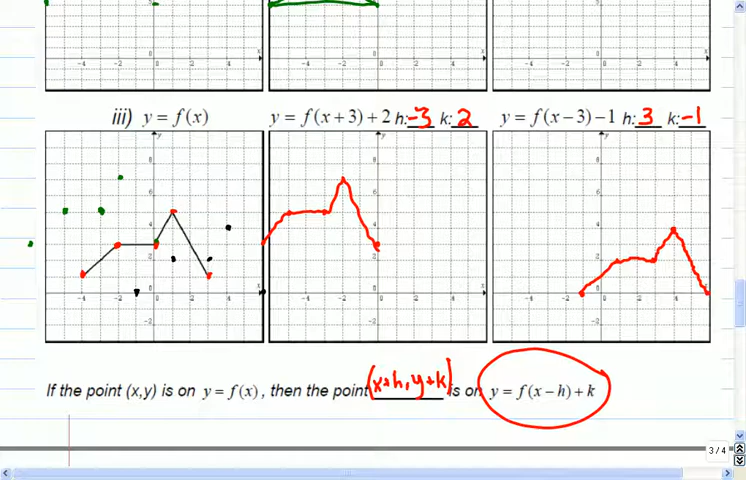 iii) y = f(x)
y = f(x+3)+2 h: -3 k: 2
y = f(x-3)-1 h: 3 k: -1
If the point (x,y) is on y = f(x), then the point (x+h, y+k) is on y = f(x-h)+k
3 / 4